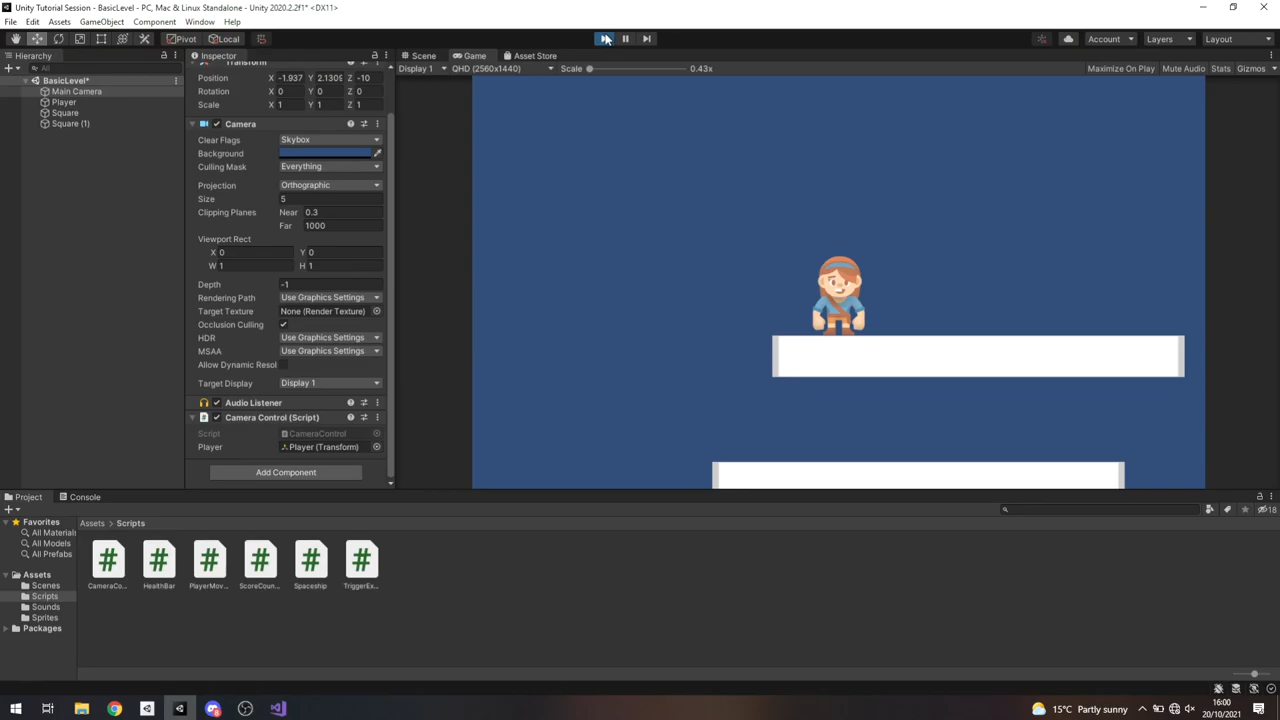 Unity Tutorial Session - BasicLevel - PC, Mac & Linux Standalone - Unity 2020.2.2f1* <DX11>
File Edit Assets GameObject Component Window Help
Pivot Local Account Layers Layout
Hierarchy Inspector Scene Game Asset Store
All Display 1 QHD (2560x1440) Scale 0.43x Maximize On Play Mute Audio Stats Gizmos
BasicLevel*
Main Camera
Player
Square
Square (1)
Transform
Position X -1.937 Y 2.1309 Z -10
Rotation X 0 Y 0 Z 0
Scale X 1 Y 1 Z 1
Camera
Clear Flags Skybox
Background
Culling Mask Everything
Projection Orthographic
Size 5
Clipping Planes Near 0.3
Far 1000
Viewport Rect
X 0 Y 0
W 1 H 1
Depth -1
Rendering Path Use Graphics Settings
Target Texture None (Render Texture)
Occlusion Culling
HDR Use Graphics Settings
MSAA Use Graphics Settings
Allow Dynamic Resol
Target Display Display 1
Audio Listener
# Camera Control (Script)
Script CameraControl
Player Player (Transform)
Add Component
Project Console
18
Favorites
All Materials
All Models
All Prefabs
Assets
Scenes
Scripts
Sounds
Sprites
Packages
Assets Scripts
# # # # # #
CameraCo... HealthBar PlayerMov... ScoreCoun... Spaceship TriggerEx...
15°C Partly sunny
16:00
20/10/2021